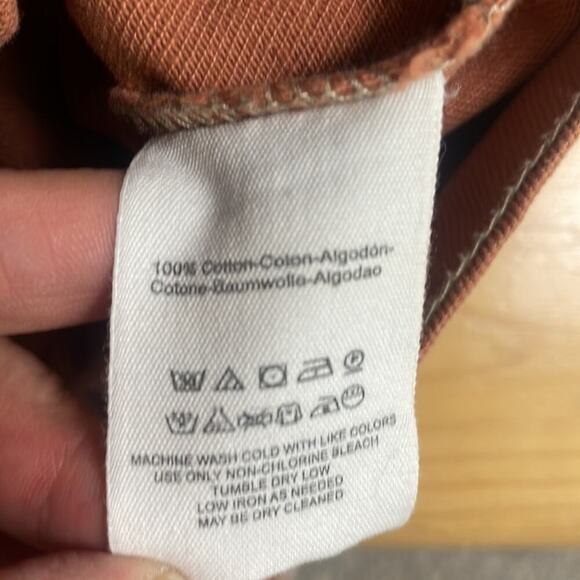 100% Cotton-Coton-Algodón-
Cotone-Baumwolle-Algodao
MACHINE WASH COLD WITH LIKE COLORS
USE ONLY NON-CHLORINE BLEACH
TUMBLE DRY LOW
LOW IRON AS NEEDED
MAY BE DRY CLEANED